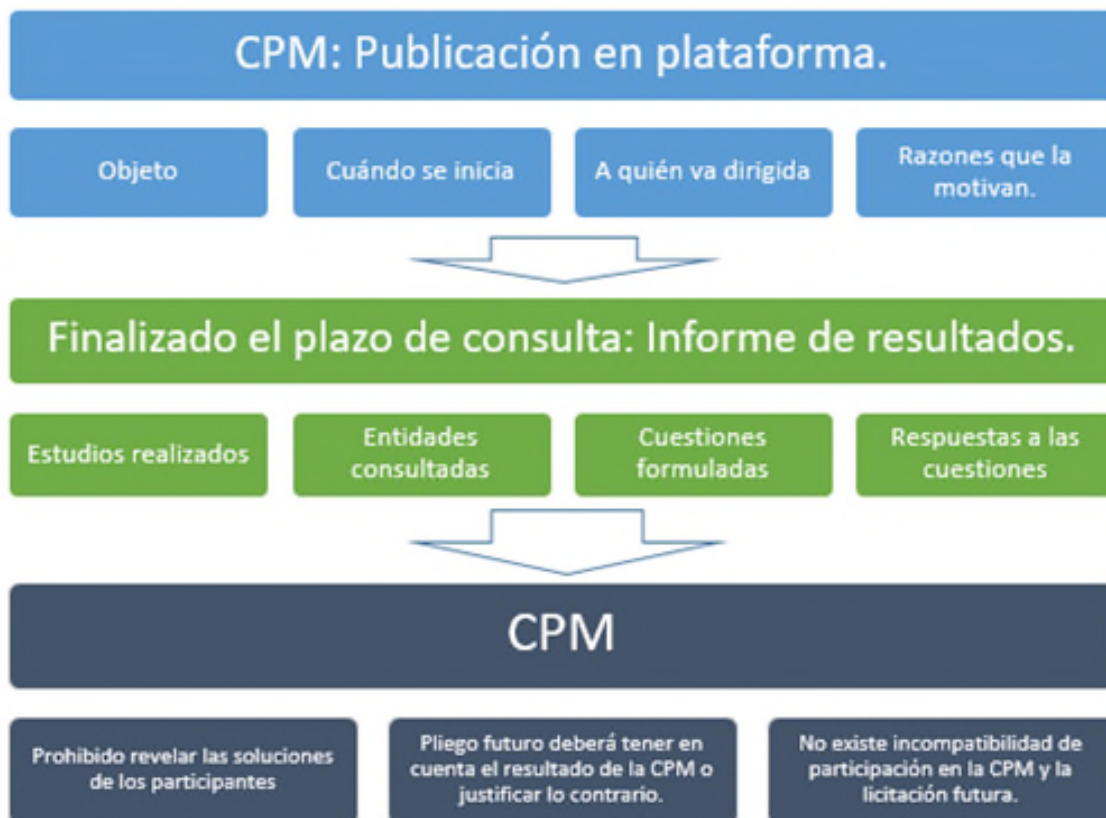 CPM: Publicación en plataforma.
Objeto
Cuándo se inicia
A quién va dirigida
Razones que la
motivan.
Finalizado el plazo de consulta: Informe de resultados.
Estudios realizados
Entidades
consultadas
Cuestiones
formuladas
Respuestas a las
cuestiones
CPM
Prohibido revelar las soluciones
de los participantes
Pliego futuro deberá tener en
cuenta el resultado de la CPM o
justificar lo contrario.
No existe incompatibilidad de
participación en la CPM y la
licitación futura.